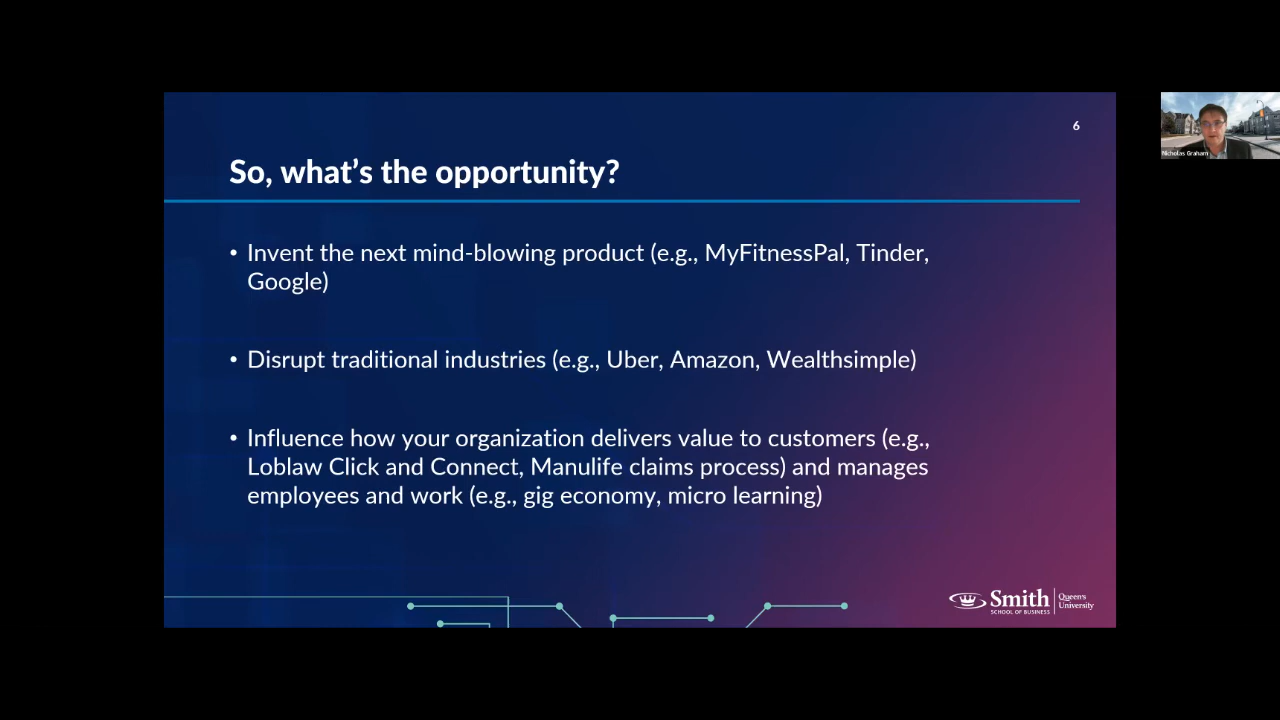 6
So, what's the opportunity?
• Invent the next mind-blowing product (e.g., MyFitnessPal, Tinder,
Google)
• Disrupt traditional industries (e.g., Uber, Amazon, Wealthsimple)
• Influence how your organization delivers value to customers (e.g.,
Loblaw Click and Connect, Manulife claims process) and manages
employees and work (e.g., gig economy, micro learning)
Smith
SCHOOL OF BUSINESS
Queen's
University
Nicholas Graham